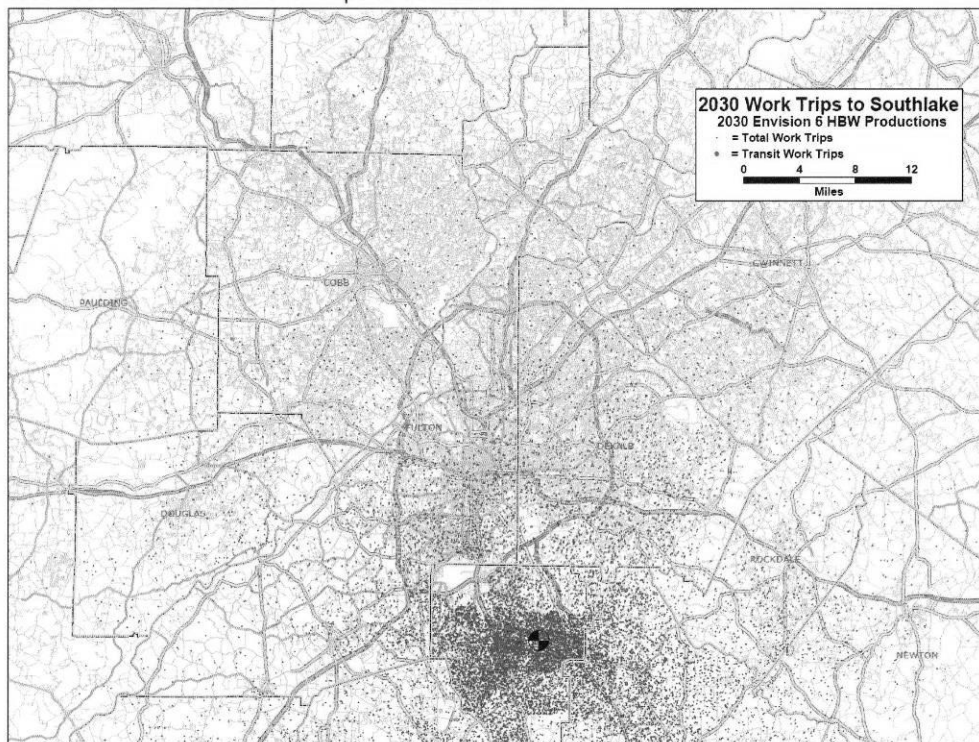 2030 Work Trips to Southlake
2030 Envision 6 HBW Productions
= Total Work Trips
= Transit Work Trips
0 4 8 12
Miles
GWINNETT
COBB
PAULDING
FULTON
DEKALB
DOUGLAS
ROCKDALE
NEWTON